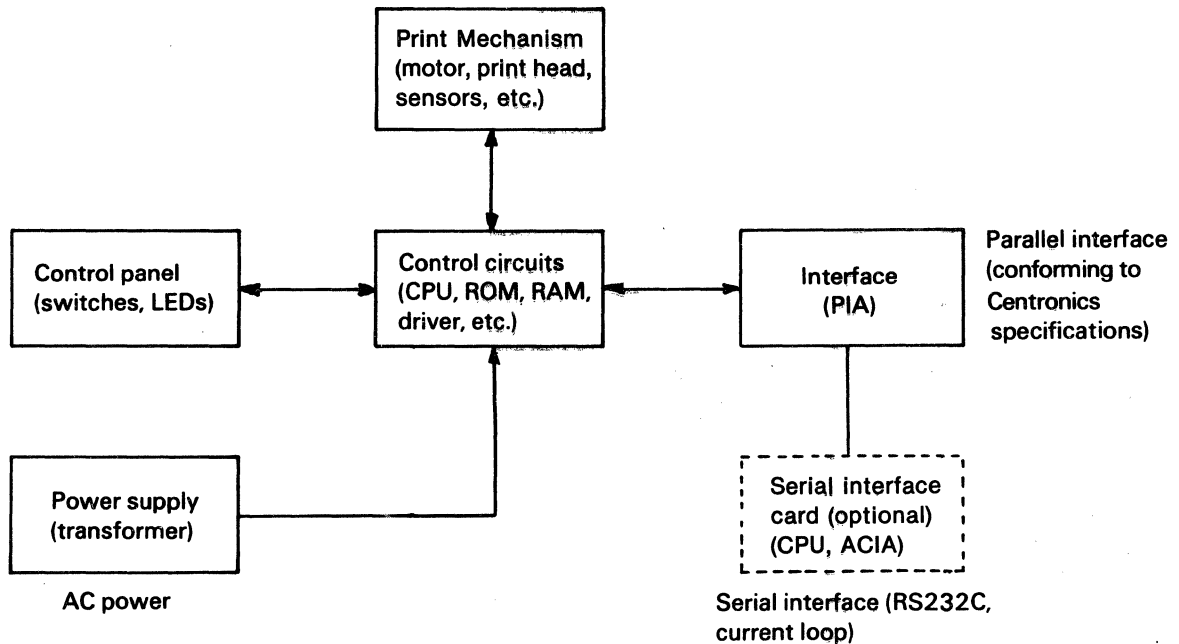 Print Mechanism
(motor, print head,
sensors, etc.)
Control panel
(switches, LEDs)
Control circuits
(CPU, ROM, RAM,
driver, etc.)
Interface
(PIA)
Parallel interface
(conforming to
Centronics
specifications)
Power supply
(transformer)
AC power
Serial interface
card (optional)
(CPU, ACIA)
Serial interface (RS232C,
current loop)